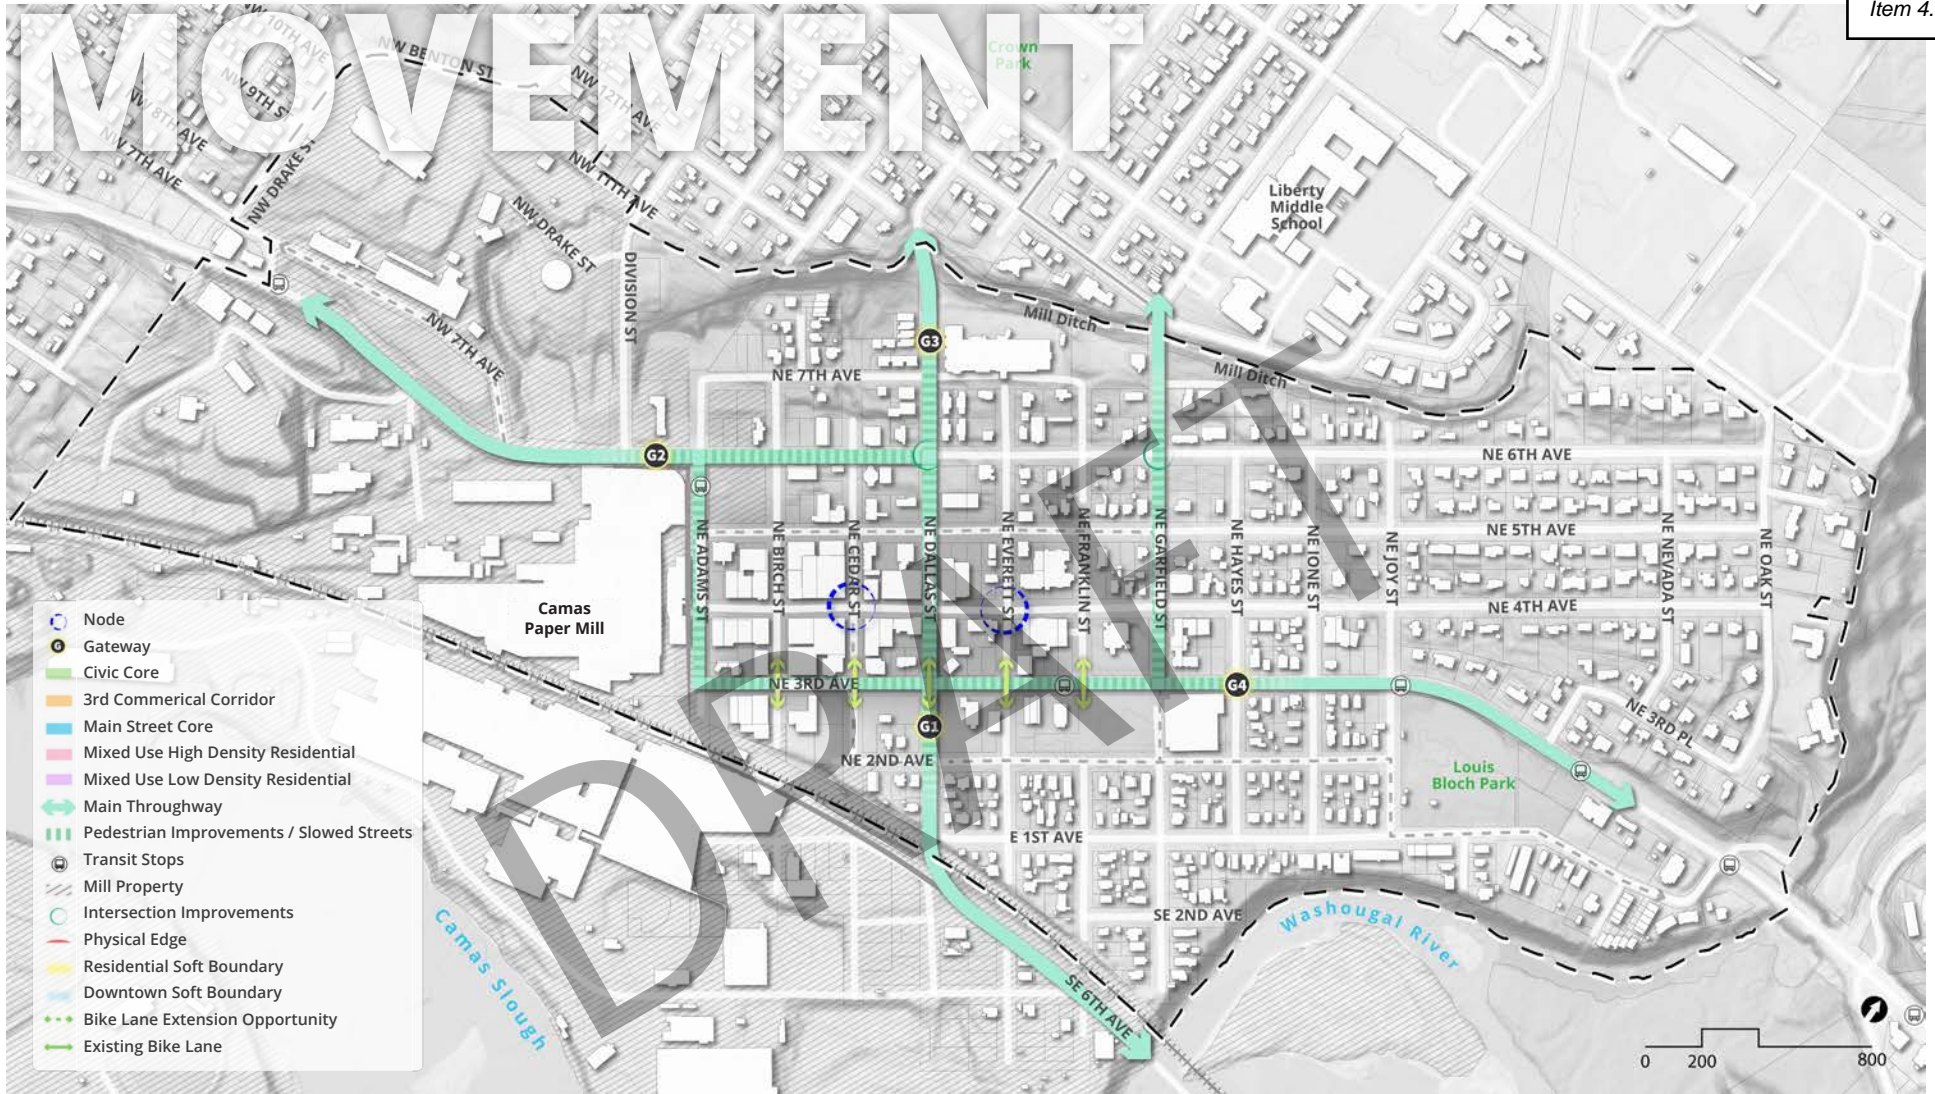 Item 4.
MOVEMENT
NW 10TH AVE
NW BENTON ST
NW 9TH ST
NW 12TH AVE
NW 8TH AVE
NW 7TH AVE
NW DRAKE ST
NW 11TH AVE
NW DRAKE ST
Crown
Park
Liberty
Middle
School
DIVISION ST
NW 7TH AVE
Mill Ditch
Mill Ditch
G3
NE 7TH AVE
G2
NE 6TH AVE
NE 5TH AVE
NE 4TH AVE
NE ADAMS ST
NE BIRCH ST
NE CEDAR ST
NE DALLAS ST
NE EVERETT ST
NE FRANKLIN ST
NE GARFIELD ST
NE HAYES ST
NE IONE ST
NE JOY ST
NE NEVADA ST
NE OAK ST
Camas
Paper Mill
NE 3RD AVE
G4
G1
NE 3RD PL
NE 2ND AVE
Louis
Bloch Park
E 1ST AVE
SE 2ND AVE
Washougal River
Camas Slough
SE 6TH AVE
DRAFT
Node
G Gateway
Civic Core
3rd Commerical Corridor
Main Street Core
Mixed Use High Density Residential
Mixed Use Low Density Residential
Main Throughway
Pedestrian Improvements / Slowed Streets
Transit Stops
Mill Property
Intersection Improvements
Physical Edge
Residential Soft Boundary
Downtown Soft Boundary
Bike Lane Extension Opportunity
Existing Bike Lane
0 200 800